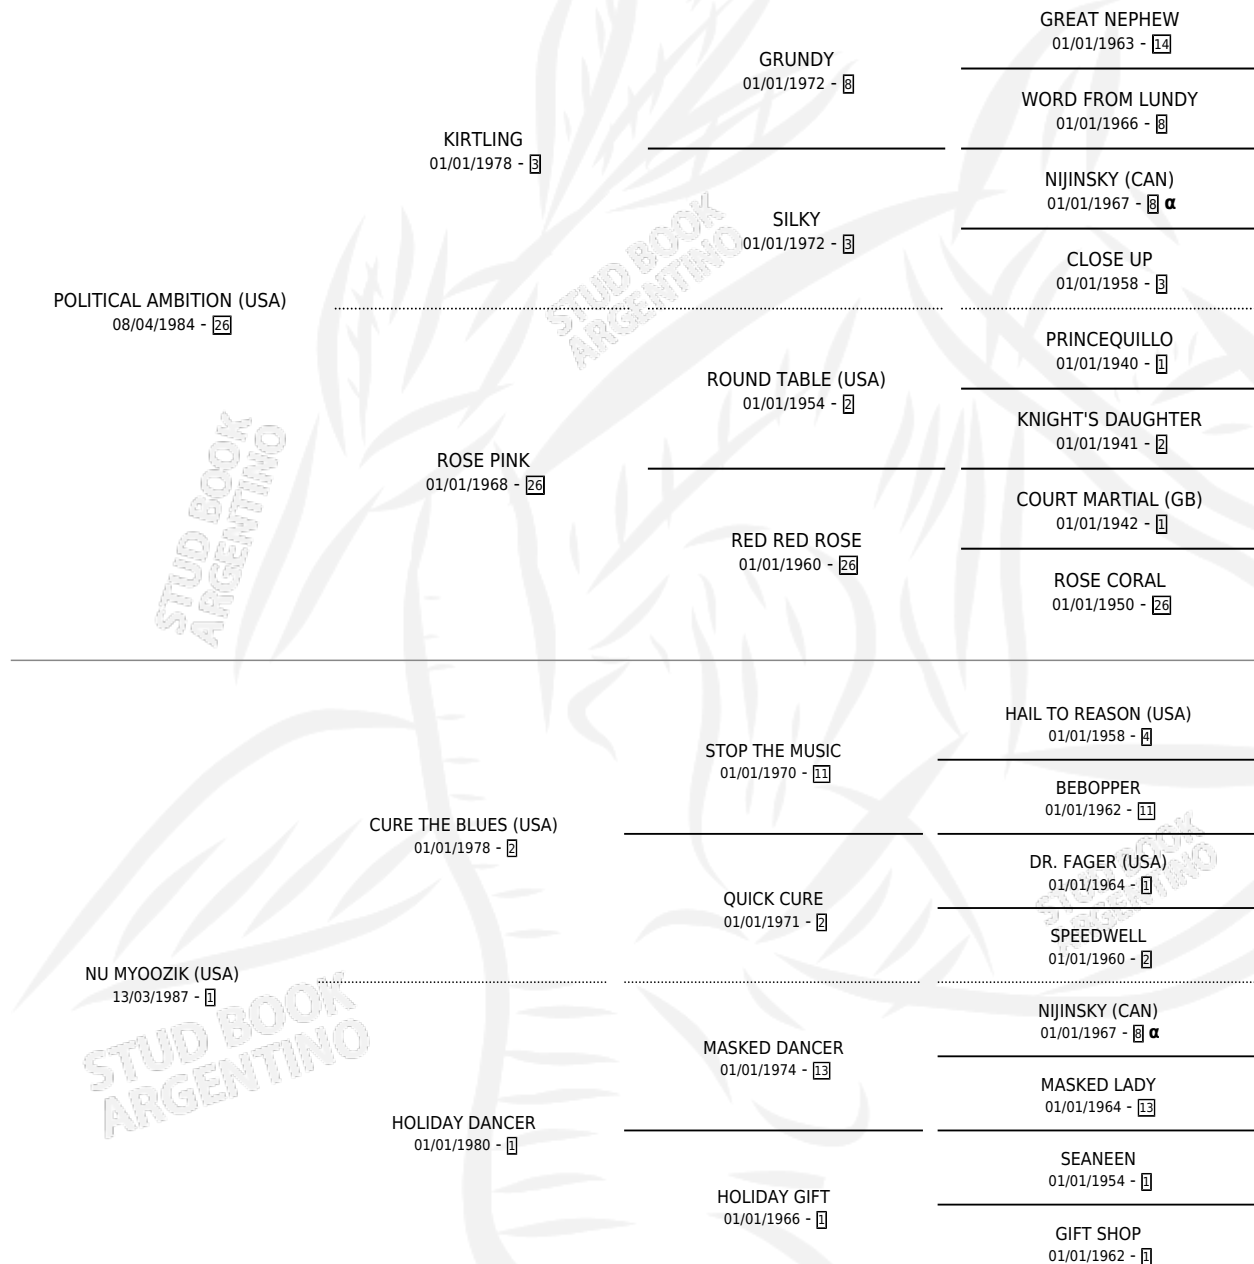 GREAT NEPHEW
01/01/1963 - 14
GRUNDY
01/01/1972 - 8
WORD FROM LUNDY
01/01/1966 - 8
KIRTLING
01/01/1978 - 3
NIJINSKY (CAN)
01/01/1967 - 8 α
SILKY
01/01/1972 - 3
CLOSE UP
01/01/1958 - 3
POLITICAL AMBITION (USA)
08/04/1984 - 26
PRINCEQUILLO
01/01/1940 - 1
ROUND TABLE (USA)
01/01/1954 - 2
KNIGHT'S DAUGHTER
01/01/1941 - 2
ROSE PINK
01/01/1968 - 26
COURT MARTIAL (GB)
01/01/1942 - 1
RED RED ROSE
01/01/1960 - 26
ROSE CORAL
01/01/1950 - 26
HAIL TO REASON (USA)
01/01/1958 - 4
STOP THE MUSIC
01/01/1970 - 11
BEBOPPER
01/01/1962 - 11
CURE THE BLUES (USA)
01/01/1978 - 2
DR. FAGER (USA)
01/01/1964 - 1
QUICK CURE
01/01/1971 - 2
SPEEDWELL
01/01/1960 - 2
NU MYOOZIK (USA)
13/03/1987 - 1
NIJINSKY (CAN)
01/01/1967 - 8 α
MASKED DANCER
01/01/1974 - 13
MASKED LADY
01/01/1964 - 13
HOLIDAY DANCER
01/01/1980 - 1
SEANEEN
01/01/1954 - 1
HOLIDAY GIFT
01/01/1966 - 1
GIFT SHOP
01/01/1962 - 1
STUD BOOK
ARGENTINO
STUD BOOK
ARGENTINO
STUD BOOK
ARGENTINO
STUD BOOK
ARGENTINO